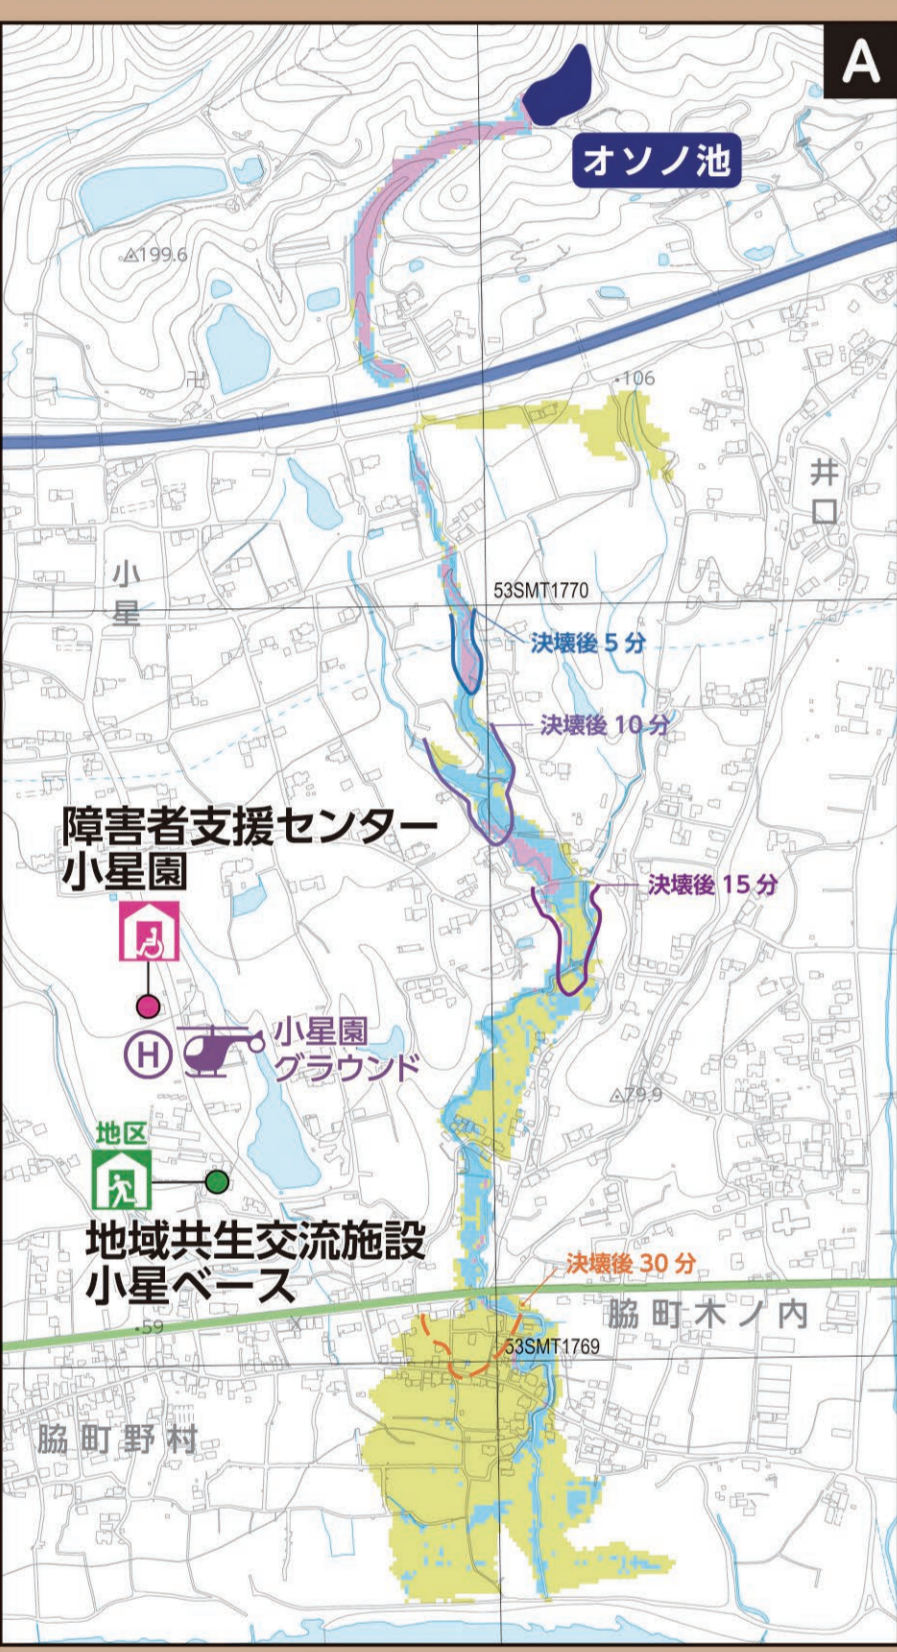 A
オソノ池
199.6
106
井口
小星
53SMT1770
決壊後 5 分
決壊後 10 分
障害者支援センター
小星園
決壊後 15 分
H
小星園
グラウンド
79.9
地区
地域共生交流施設
小星ベース
決壊後 30 分
脇町木ノ内
59
53SMT1769
脇町野村